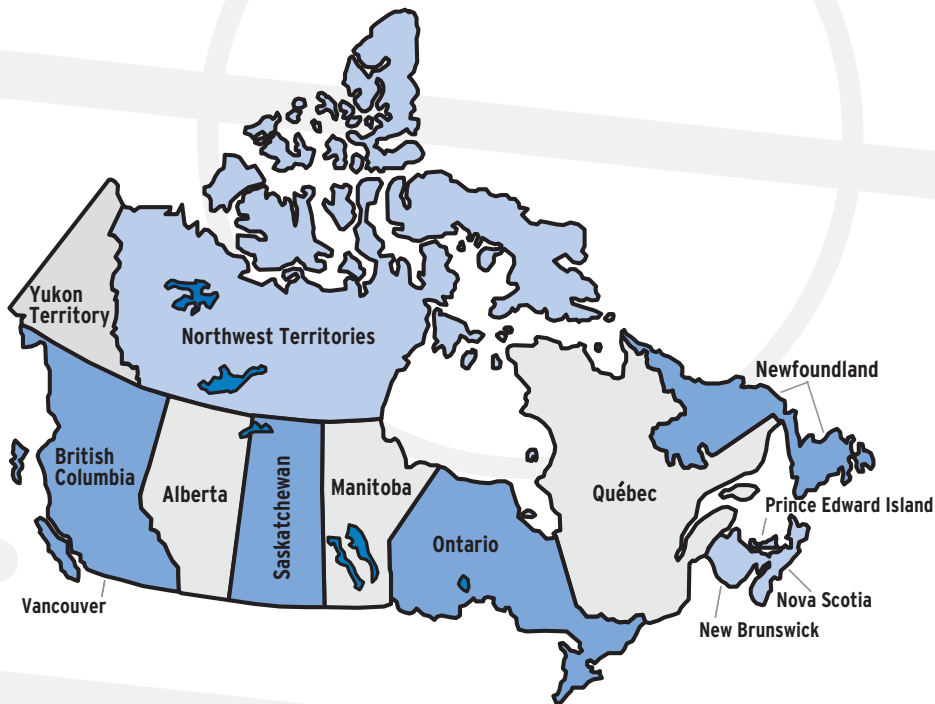 Yukon
Territory
Northwest Territories
Newfoundland
British
Columbia
Alberta
Saskatchewan
Manitoba
Ontario
Québec
Prince Edward Island
Vancouver
Nova Scotia
New Brunswick